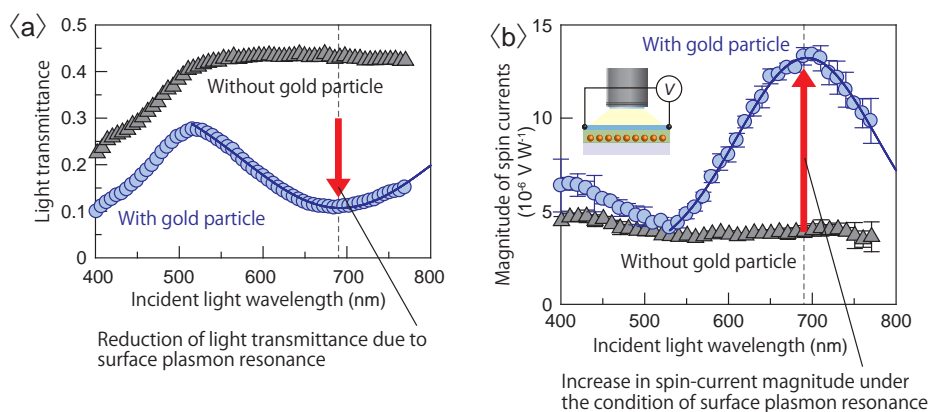 〈a〉
0.5
0.4
0.3
0.2
0.1
0
Light transmittance
Without gold particle
With gold particle
400 500 600 690 700 800
Incident light wavelength (nm)
Reduction of light transmittance due to
surface plasmon resonance
〈b〉
15
10
5
0
Magnitude of spin currents
(10⁻⁶ V W⁻¹)
With gold particle
V
Without gold particle
400 500 600 690 700 800
Incident light wavelength (nm)
Increase in spin-current magnitude under
the condition of surface plasmon resonance